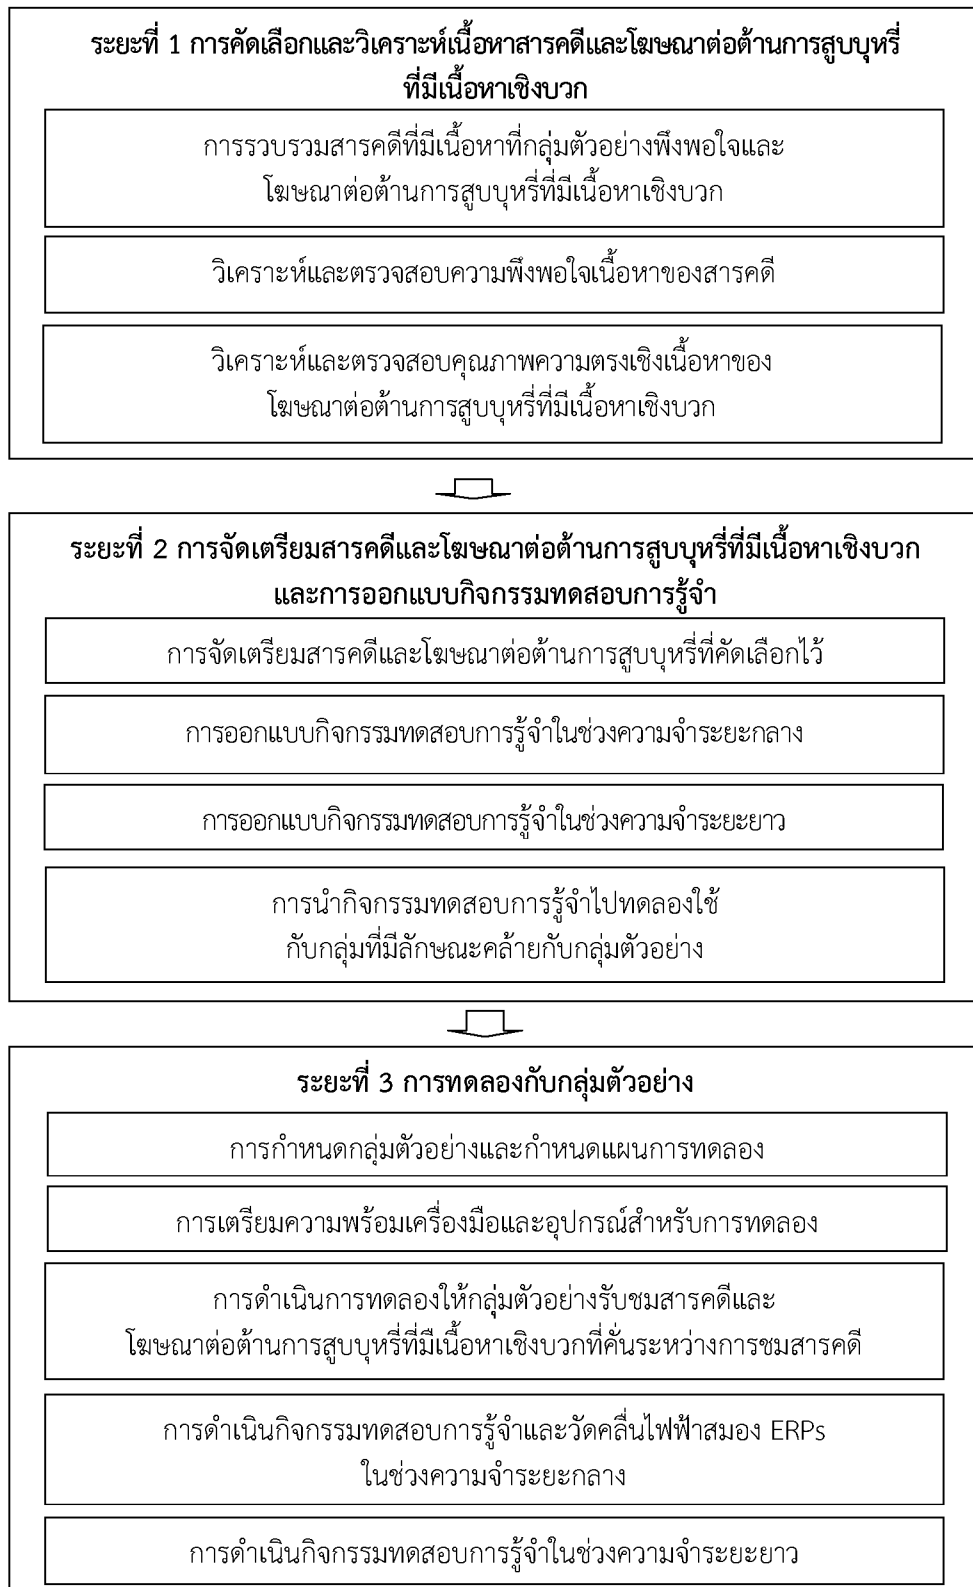 ระยะที่ 1 การคัดเลือกและวิเคราะห์เนื้อหาสารคดีและโฆษณาต่อต้านการสูบบุหรี่
ที่มีเนื้อหาเชิงบวก
การรวบรวมสารคดีที่มีเนื้อหาที่กลุ่มตัวอย่างพึงพอใจและ
โฆษณาต่อต้านการสูบบุหรี่ที่มีเนื้อหาเชิงบวก
วิเคราะห์และตรวจสอบความพึงพอใจเนื้อหาของสารคดี
วิเคราะห์และตรวจสอบคุณภาพความตรงเชิงเนื้อหาของ
โฆษณาต่อต้านการสูบบุหรี่ที่มีเนื้อหาเชิงบวก
ระยะที่ 2 การจัดเตรียมสารคดีและโฆษณาต่อต้านการสูบบุหรี่ที่มีเนื้อหาเชิงบวก
และการออกแบบกิจกรรมทดสอบการรู้จำ
การจัดเตรียมสารคดีและโฆษณาต่อต้านการสูบบุหรี่ที่คัดเลือกไว้
การออกแบบกิจกรรมทดสอบการรู้จำในช่วงความจำระยะกลาง
การออกแบบกิจกรรมทดสอบการรู้จำในช่วงความจำระยะยาว
การนำกิจกรรมทดสอบการรู้จำไปทดลองใช้
กับกลุ่มที่มีลักษณะคล้ายกับกลุ่มตัวอย่าง
ระยะที่ 3 การทดลองกับกลุ่มตัวอย่าง
การกำหนดกลุ่มตัวอย่างและกำหนดแผนการทดลอง
การเตรียมความพร้อมเครื่องมือและอุปกรณ์สำหรับการทดลอง
การดำเนินการทดลองให้กลุ่มตัวอย่างรับชมสารคดีและ
โฆษณาต่อต้านการสูบบุหรี่ที่มืเนื้อหาเชิงบวกที่คั่นระหว่างการชมสารคดี
การดำเนินกิจกรรมทดสอบการรู้จำและวัดคลื่นไฟฟ้าสมอง ERPs
ในช่วงความจำระยะกลาง
การดำเนินกิจกรรมทดสอบการรู้จำในช่วงความจำระยะยาว